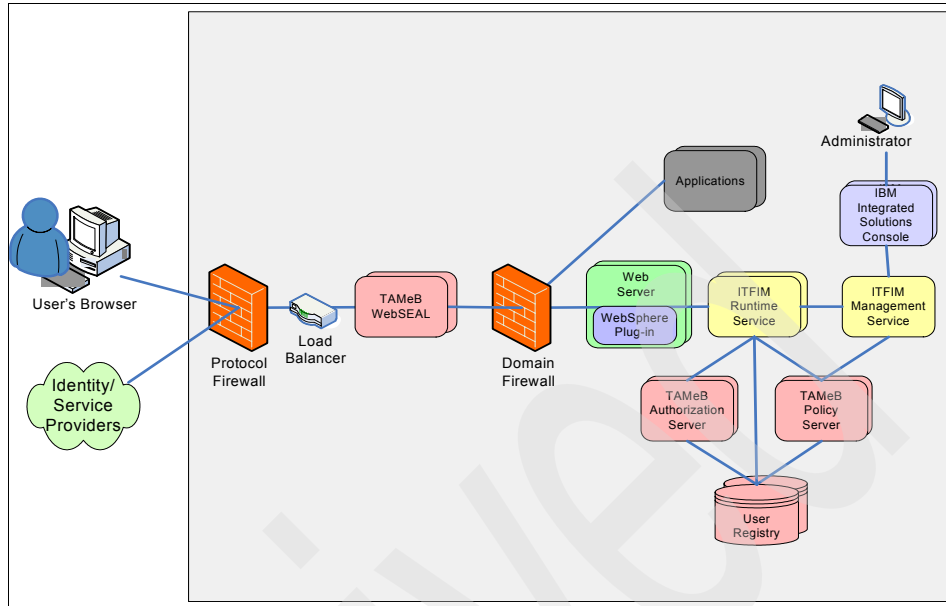 Administrator
Applications
IBM
Integrated
Solutions
Console
User's Browser
Protocol
Firewall
Load
Balancer
TAMeB
WebSEAL
Domain
Firewall
Web
Server
WebSphere
Plug-in
ITFIM
Runtime
Service
ITFIM
Management
Service
Identity/
Service
Providers
TAMeB
Authorization
Server
TAMeB
Policy
Server
User
Registry